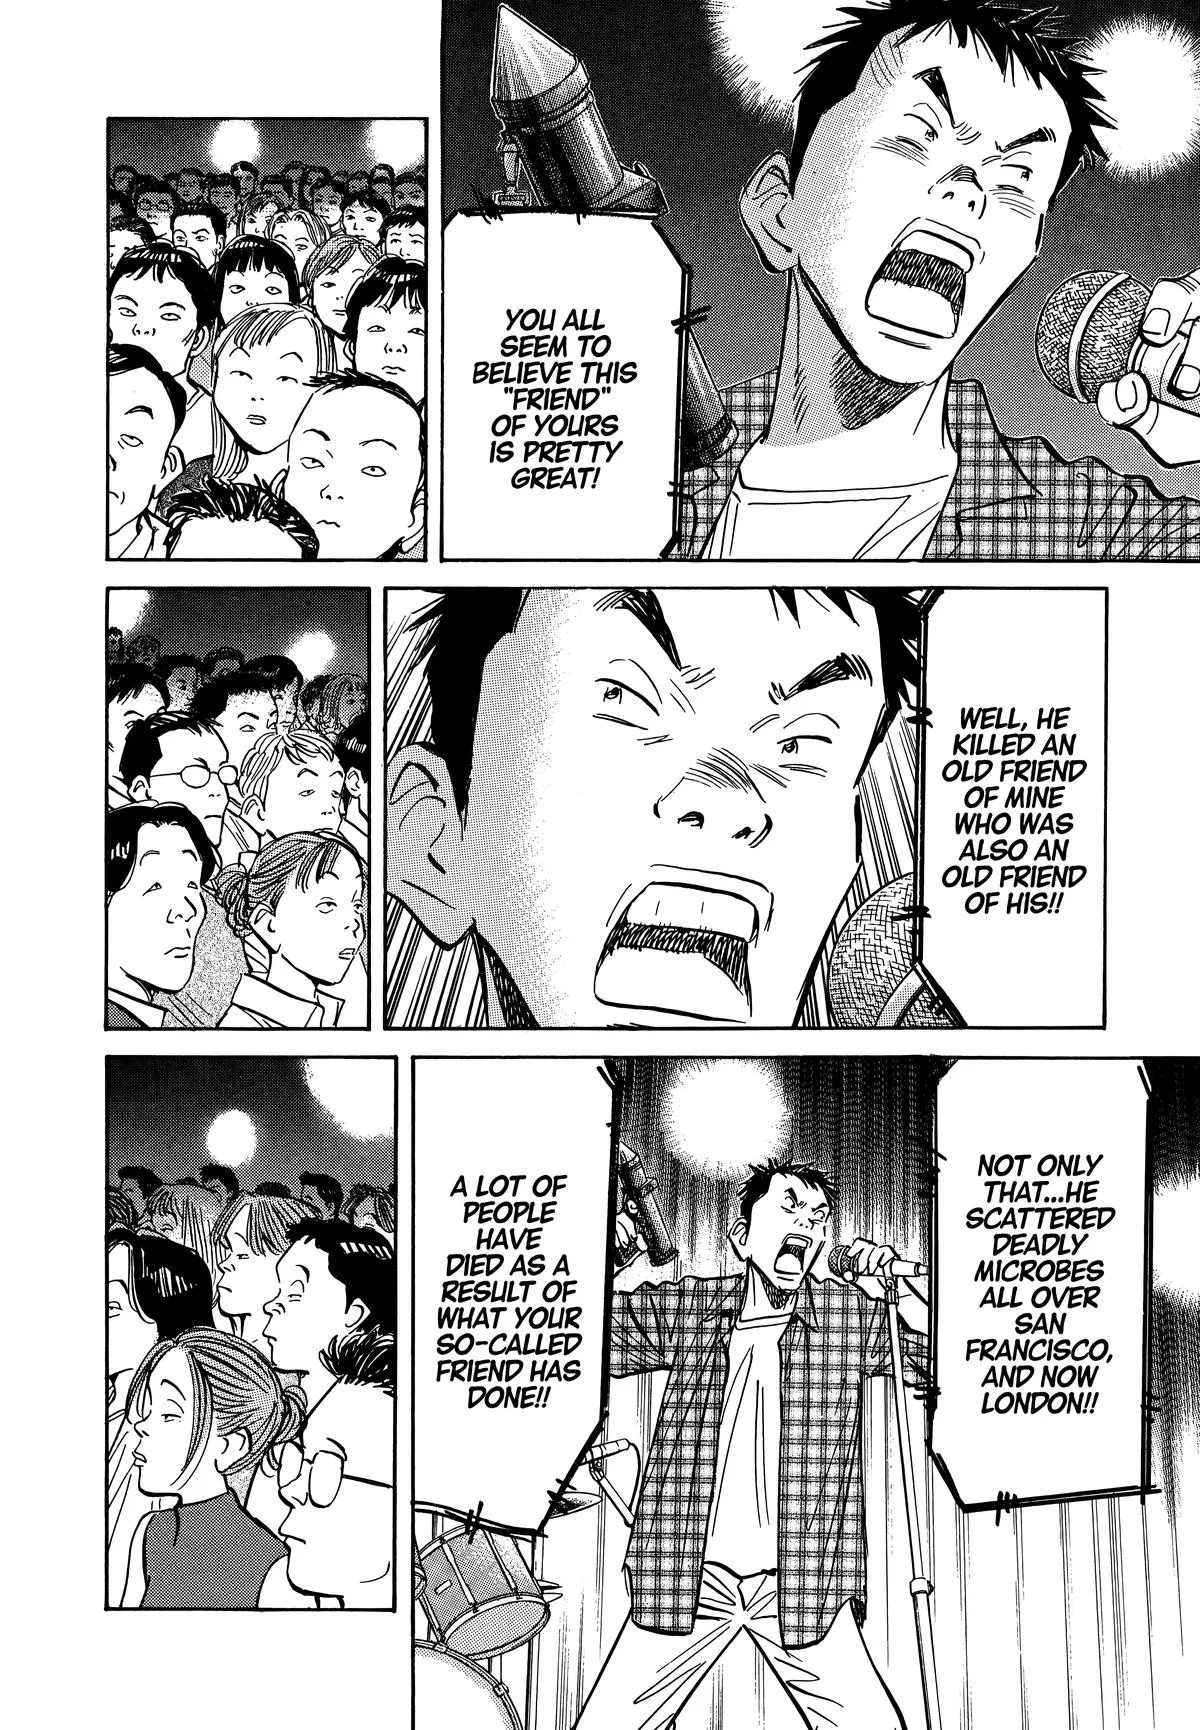 YOU ALL
SEEM TO
BELIEVE THIS
"FRIEND"
OF YOURS
IS PRETTY
GREAT!
WELL, HE
KILLED AN
OLD FRIEND
OF MINE
WHO WAS
ALSO AN
OLD FRIEND
OF HIS!!
NOT ONLY
THAT...HE
SCATTERED
DEADLY
MICROBES
ALL OVER
SAN
FRANCISCO,
AND NOW
LONDON!!
A LOT OF
PEOPLE
HAVE
DIED AS A
RESULT OF
WHAT YOUR
SO-CALLED
FRIEND HAS
DONE!!